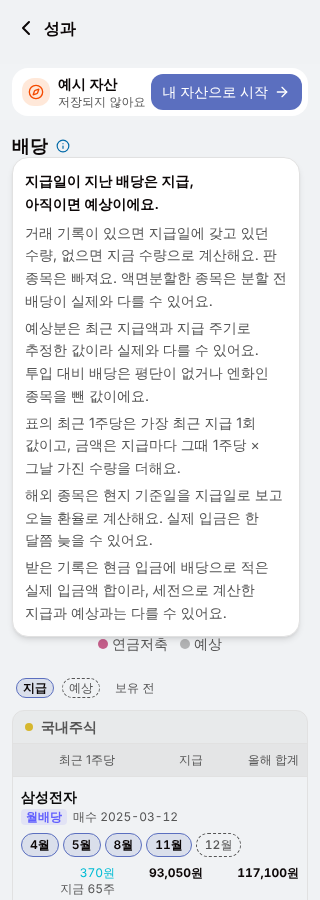 성과
예시 자산
저장되지 않아요
내 자산으로 시작
배당
지급일이 지난 배당은 지급,
아직이면 예상이에요.
거래 기록이 있으면 지급일에 갖고 있던
수량, 없으면 지금 수량으로 계산해요. 판
종목은 빠져요. 액면분할한 종목은 분할 전
배당이 실제와 다를 수 있어요.
예상분은 최근 지급액과 지급 주기로
추정한 값이라 실제와 다를 수 있어요.
투입 대비 배당은 평단이 없거나 엔화인
종목을 뺀 값이에요.
표의 최근 1주당은 가장 최근 지급 1회
값이고, 금액은 지급마다 그때 1주당 ×
그날 가진 수량을 더해요.
해외 종목은 현지 기준일을 지급일로 보고
오늘 환율로 계산해요. 실제 입금은 한
달쯤 늦을 수 있어요.
받은 기록은 현금 입금에 배당으로 적은
실제 입금액 합이라, 세전으로 계산한
지급과 예상과는 다를 수 있어요.
연금저축 예상
지급 예상 보유 전
국내주식
최근 1주당 지급 올해 합계
삼성전자
월배당 매수 2025-03-12
4월 5월 8월 11월 12월
370원 93,050원 117,100원
지금 65주